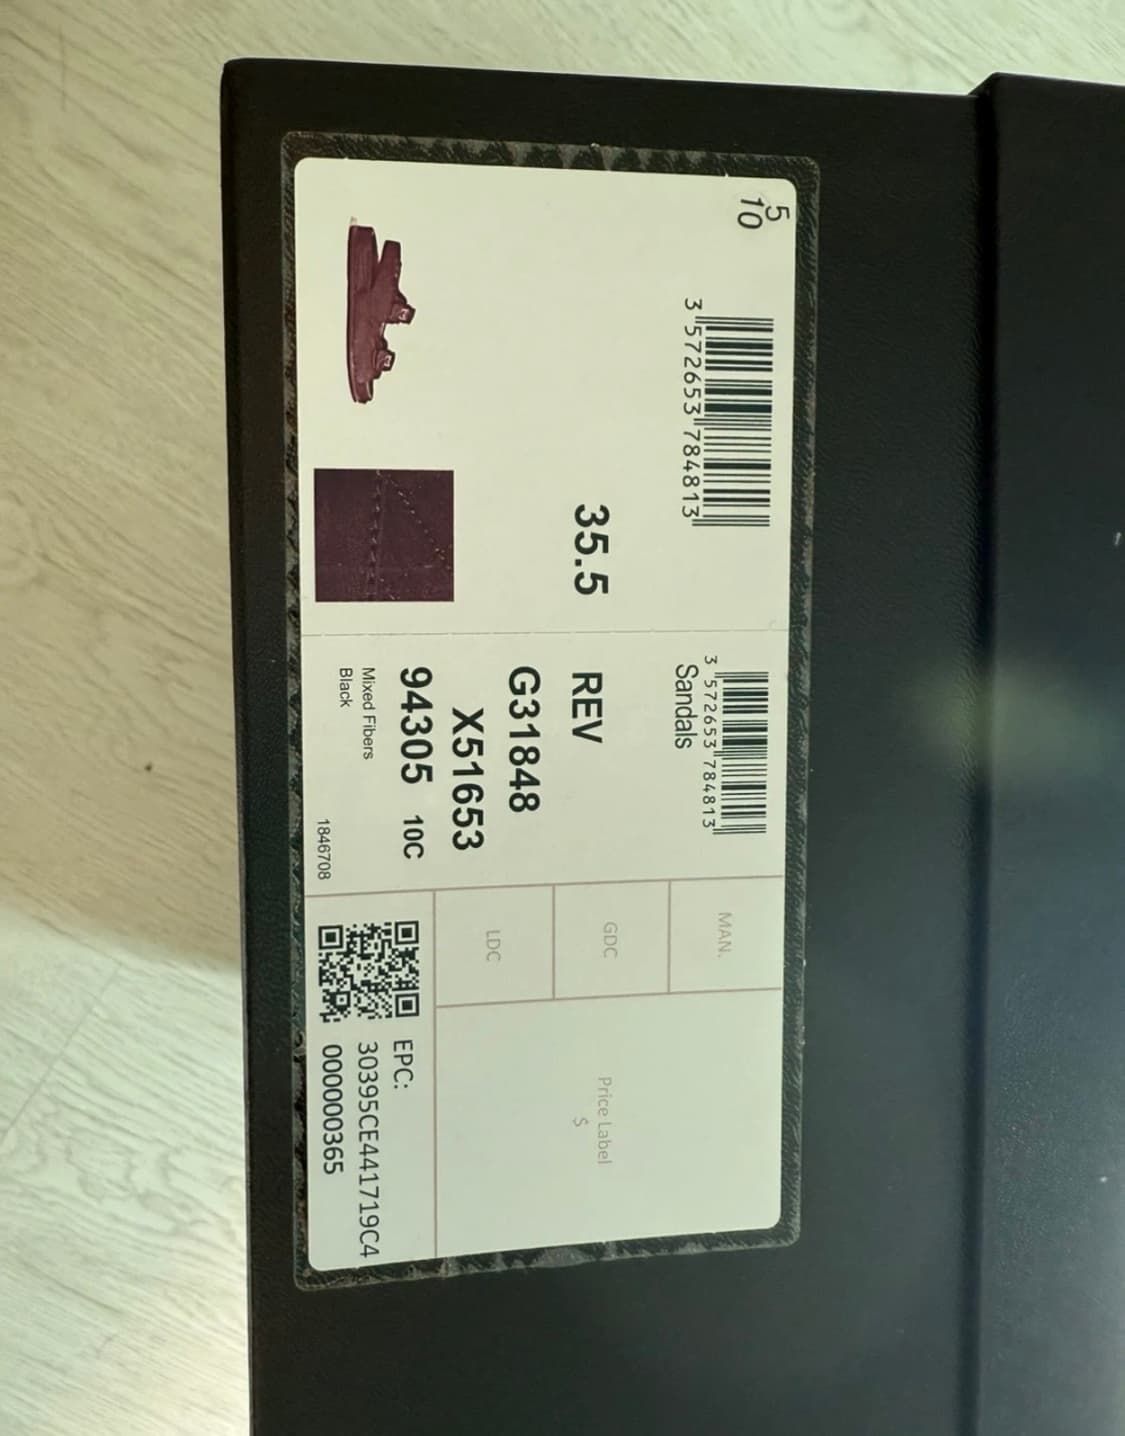 5
10
3 572653 784813
35.5
3 572653 784813
Sandals
REV
G31848
X51653
94305 10C
Mixed Fibers
Black
1846708
MAN.
GDC
LDC
Price Label
$
EPC:
30395CE441719C4
000000365